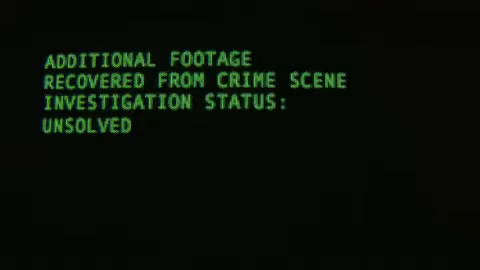 ADDITIONAL FOOTAGE
RECOVERED FROM CRIME SCENE
INVESTIGATION STATUS:
UNSOLVED